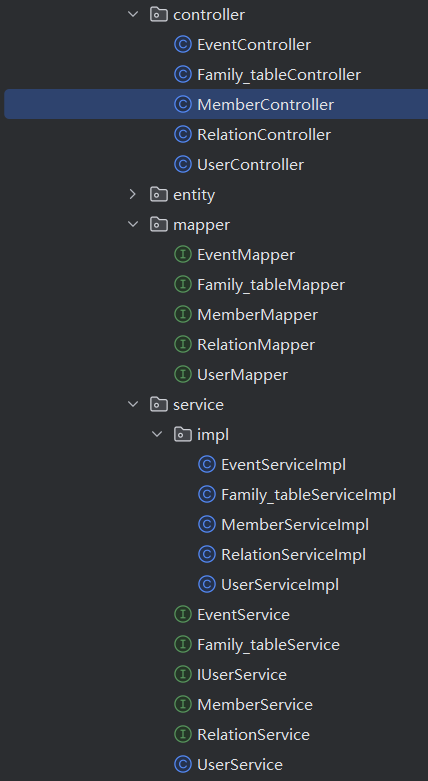 controller
EventController
Family_tableController
MemberController
RelationController
UserController
entity
mapper
EventMapper
Family_tableMapper
MemberMapper
RelationMapper
UserMapper
service
impl
EventServiceImpl
Family_tableServiceImpl
MemberServiceImpl
RelationServiceImpl
UserServiceImpl
EventService
Family_tableService
IUserService
MemberService
RelationService
UserService